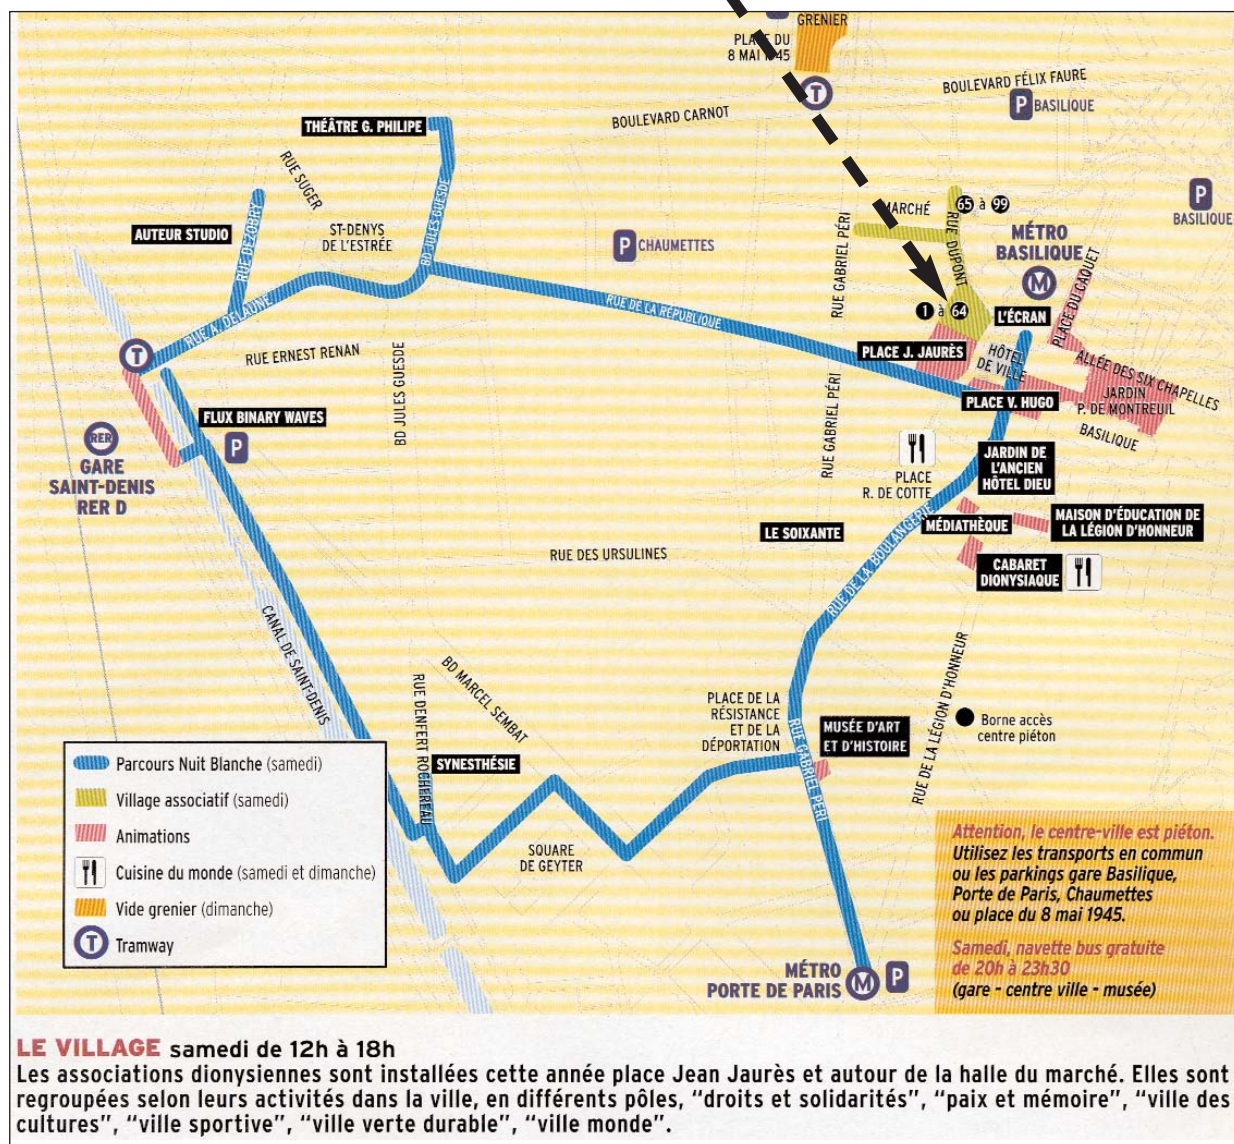 GRENIER
PLACE DU
8 MAI 1945
T
BOULEVARD FÉLIX FAURE
P BASILIQUE
BOULEVARD CARNOT
THÉÂTRE G. PHILIPE
RUE SUGER
BD JULES GUESDE
P
BASILIQUE
AUTEUR STUDIO
RUE DEZOBRY
ST-DENYS
DE L'ESTRÉE
P CHAUMETTES
RUE GABRIEL PÉRI
MARCHÉ
65 à 99
RUE DUPONT
MÉTRO
BASILIQUE
M
PLACE DU CAQUET
RUE A. DELAUNE
RUE DE LA RÉPUBLIQUE
1 à 64
L'ÉCRAN
T
RUE ERNEST RENAN
BD JULES GUESDE
PLACE J. JAURÈS
HÔTEL
DE VILLE
ALLÉE DES SIX CHAPELLES
JARDIN
P. DE MONTREUIL
BASILIQUE
PLACE V. HUGO
RUE GABRIEL PÉRI
FLUX BINARY WAVES
P
RER
GARE
SAINT-DENIS
RER D
JARDIN DE
L'ANCIEN
HÔTEL DIEU
PLACE
R. DE COTTE
MÉDIATHÈQUE
MAISON D'ÉDUCATION DE
LA LÉGION D'HONNEUR
LE SOIXANTE
RUE DES URSULINES
RUE DE LA BOULANGERIE
CABARET
DIONYSIAQUE
CANAL DE SAINT-DENIS
RUE DENFERT ROCHEREAU
BD MARCEL SEMBAT
RUE DE LA LÉGION D'HONNEUR
PLACE DE LA
RÉSISTANCE
ET DE LA
DÉPORTATION
RUE GABRIEL PÉRI
MUSÉE D'ART
ET D'HISTOIRE
Borne accès
centre piéton
SYNESTHÉSIE
SQUARE
DE GEYTER
Parcours Nuit Blanche (samedi)
Village associatif (samedi)
Animations
Cuisine du monde (samedi et dimanche)
Vide grenier (dimanche)
T Tramway
MÉTRO
PORTE DE PARIS
M P
Attention, le centre-ville est piéton.
Utilisez les transports en commun
ou les parkings gare Basilique,
Porte de Paris, Chaumettes
ou place du 8 mai 1945.
Samedi, navette bus gratuite
de 20h à 23h30
(gare - centre ville - musée)
LE VILLAGE samedi de 12h à 18h
Les associations dionysiennes sont installées cette année place Jean Jaurès et autour de la halle du marché. Elles sont
regroupées selon leurs activités dans la ville, en différents pôles, “droits et solidarités”, “paix et mémoire”, “ville des
cultures”, “ville sportive”, “ville verte durable”, “ville monde”.